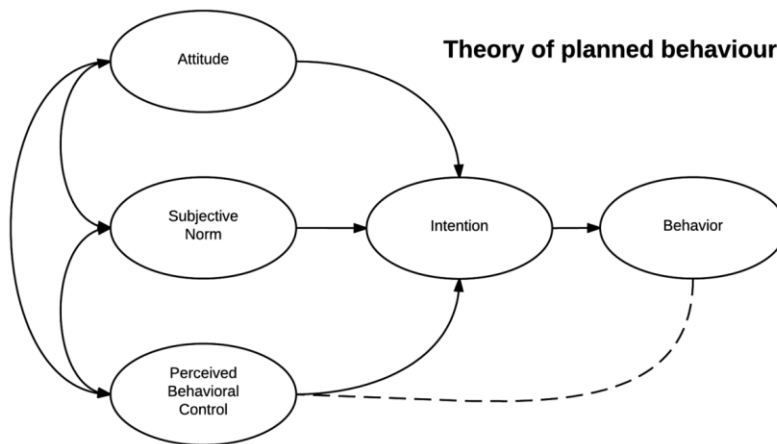 Theory of planned behaviour
Attitude
Subjective
Norm
Intention
Behavior
Perceived
Behavioral
Control